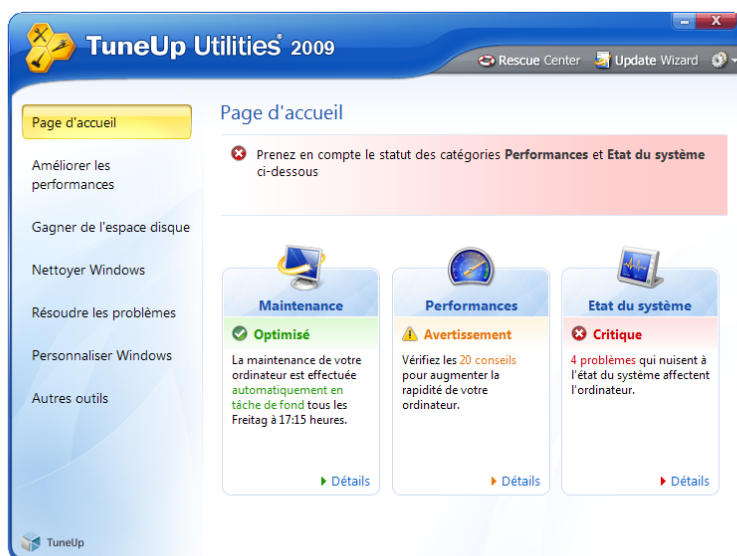 TuneUp Utilities 2009
Rescue Center
Update Wizard
Page d'accueil
Améliorer les
performances
Gagner de l'espace disque
Nettoyer Windows
Résoudre les problèmes
Personnaliser Windows
Autres outils
TuneUp
Page d'accueil
Prenez en compte le statut des catégories Performances et Etat du système
ci-dessous
Maintenance
Optimisé
La maintenance de votre
ordinateur est effectuée
automatiquement en
tâche de fond tous les
Freitag à 17:15 heures.
Détails
Performances
Avertissement
Vérifiez les 20 conseils
pour augmenter la
rapidité de votre
ordinateur.
Détails
Etat du système
Critique
4 problèmes qui nuisent à
l'état du système affectent
l'ordinateur.
Détails